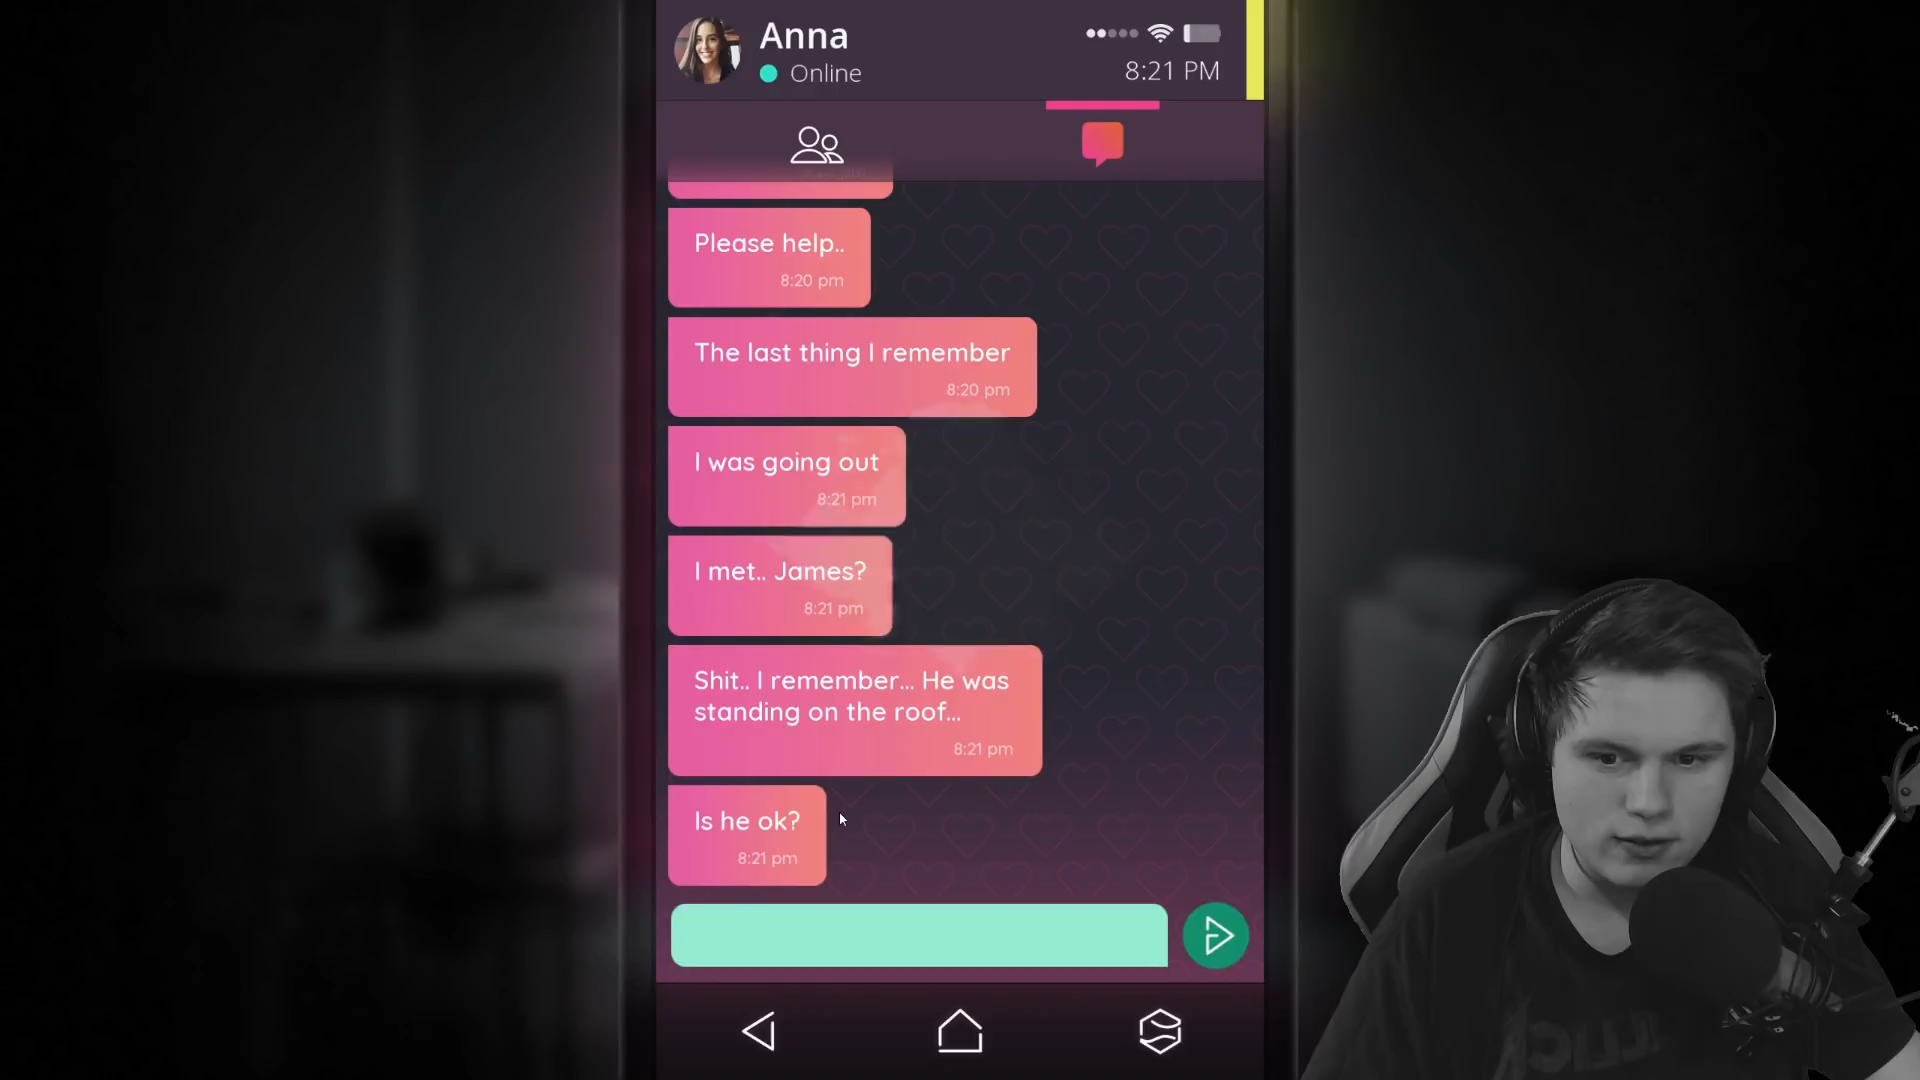 Anna
Online
8:21 PM
Please help..
8:20 pm
The last thing I remember
8:20 pm
I was going out
8:21 pm
I met.. James?
8:21 pm
Shit.. I remember... He was
standing on the roof...
8:21 pm
Is he ok?
8:21 pm